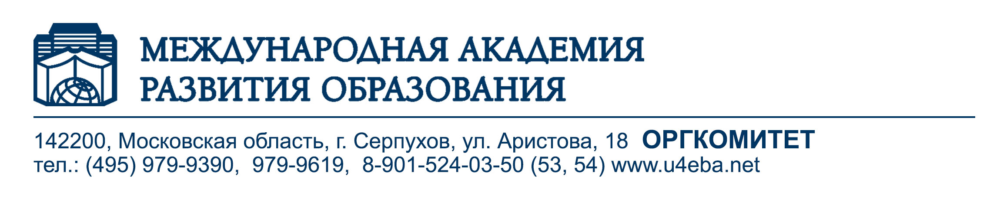 МЕЖДУНАРОДНАЯ АКАДЕМИЯ
РАЗВИТИЯ ОБРАЗОВАНИЯ
142200, Московская область, г. Серпухов, ул. Аристова, 18 ОРГКОМИТЕТ
тел.: (495) 979-9390, 979-9619, 8-901-524-03-50 (53, 54) www.u4eba.net